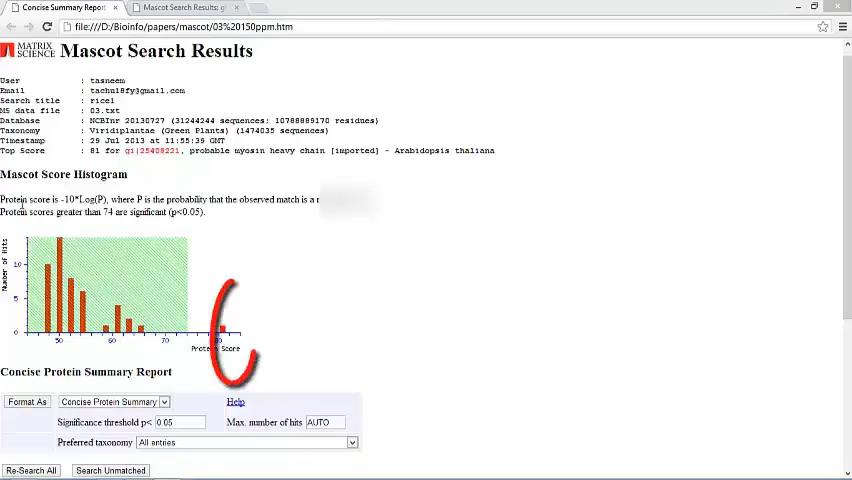 Concise Summary Report
Mascot Search Results: gi
file:///D:/Bioinfo/papers/mascot/03%20150ppm.htm
MATRIX
SCIENCE
Mascot Search Results
User : tasneem
Email : tachul8fy@gmail.com
Search title : rice1
MS data file : 03.txt
Database : NCBInr 20130727 (31244244 sequences; 10788889170 residues)
Taxonomy : Viridiplantae (Green Plants) (1474035 sequences)
Timestamp : 29 Jul 2013 at 11:55:39 GMT
Top Score : 81 for gi|25408221, probable myosin heavy chain [imported] - Arabidopsis thaliana
Mascot Score Histogram
Protein score is -10*Log(P), where P is the probability that the observed match is a
Protein scores greater than 74 are significant (p<0.05).
Number of Hits
10
5
0
50 60 70
Protein Score
Concise Protein Summary Report
Format As Concise Protein Summary Help
Significance threshold p< 0.05 Max. number of hits AUTO
Preferred taxonomy All entries
Re-Search All Search Unmatched